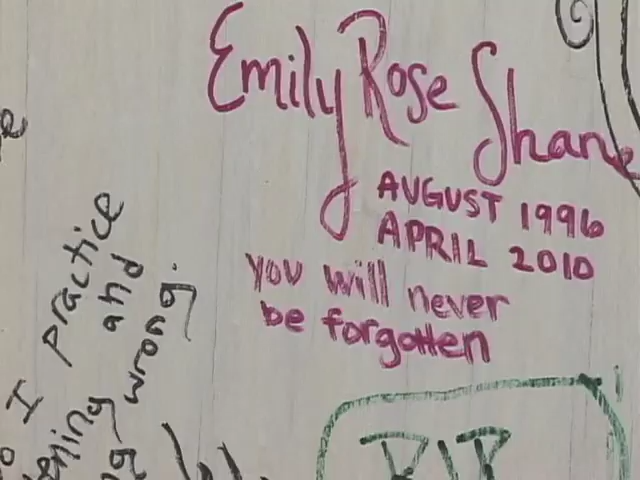 Emily Rose Shane
AUGUST 1996
APRIL 2010
you will never
be forgotten
RIP
I practice
and
wrong.